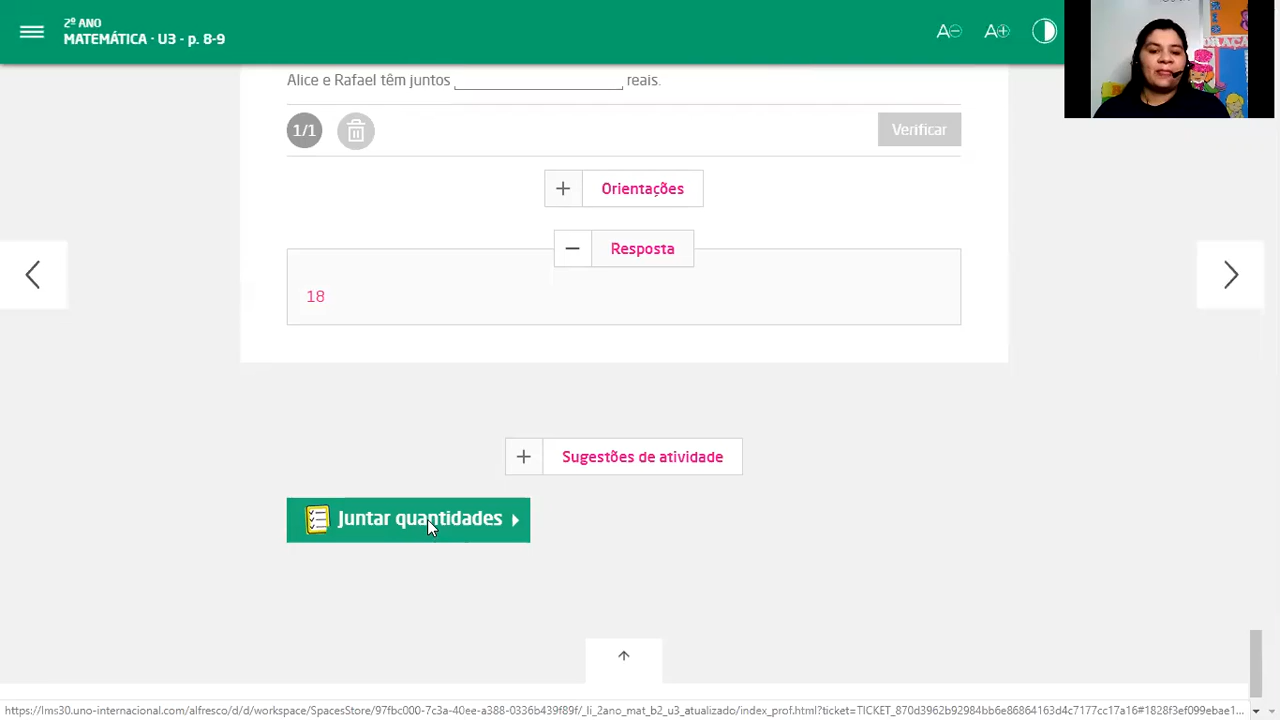 2º ANO
MATEMÁTICA · U3 - p. 8-9
A-
A+
Alice e Rafael têm juntos ____________ reais.
1/1
Verificar
+ Orientações
− Resposta
18
+ Sugestões de atividade
Juntar quantidades
https://lms30.uno-internacional.com/alfresco/d/d/workspace/SpacesStore/97fbc000-7c3a-40ee-a388-0336b439f89f/_li_2ano_mat_b2_u3_atualizado/index_prof.html?ticket=TICKET_870d3962b92984bb6e86864163d4c7177cc17a16#1828f3ef099ebae1...